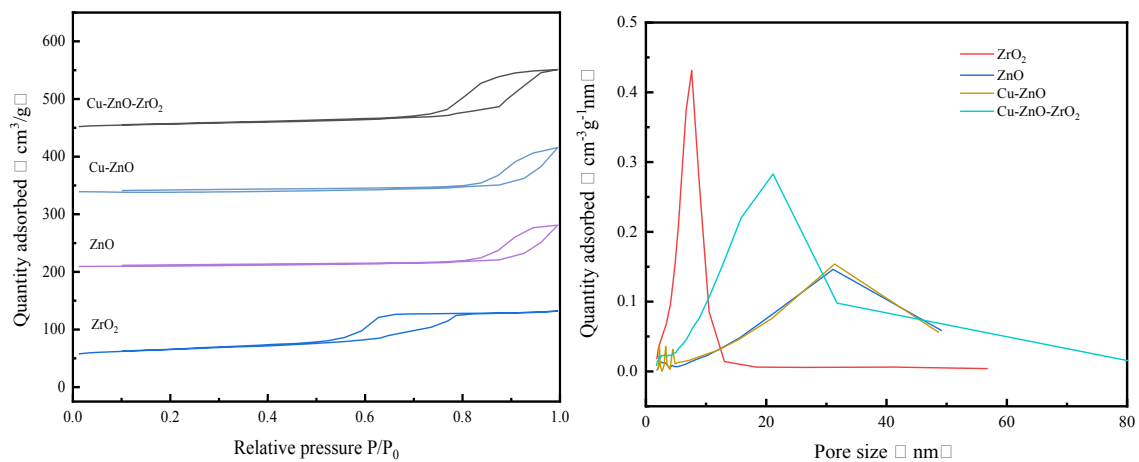 600
500
400
300
200
100
0
0.0 0.2 0.4 0.6 0.8 1.0
Quantity adsorbed □ cm³/g□
Relative pressure P/P₀
Cu-ZnO-ZrO₂
Cu-ZnO
ZnO
ZrO₂
0.5
0.4
0.3
0.2
0.1
0.0
0 20 40 60 80
Quantity adsorbed □ cm⁻³g⁻¹nm□
Pore size □ nm□
ZrO₂
ZnO
Cu-ZnO
Cu-ZnO-ZrO₂